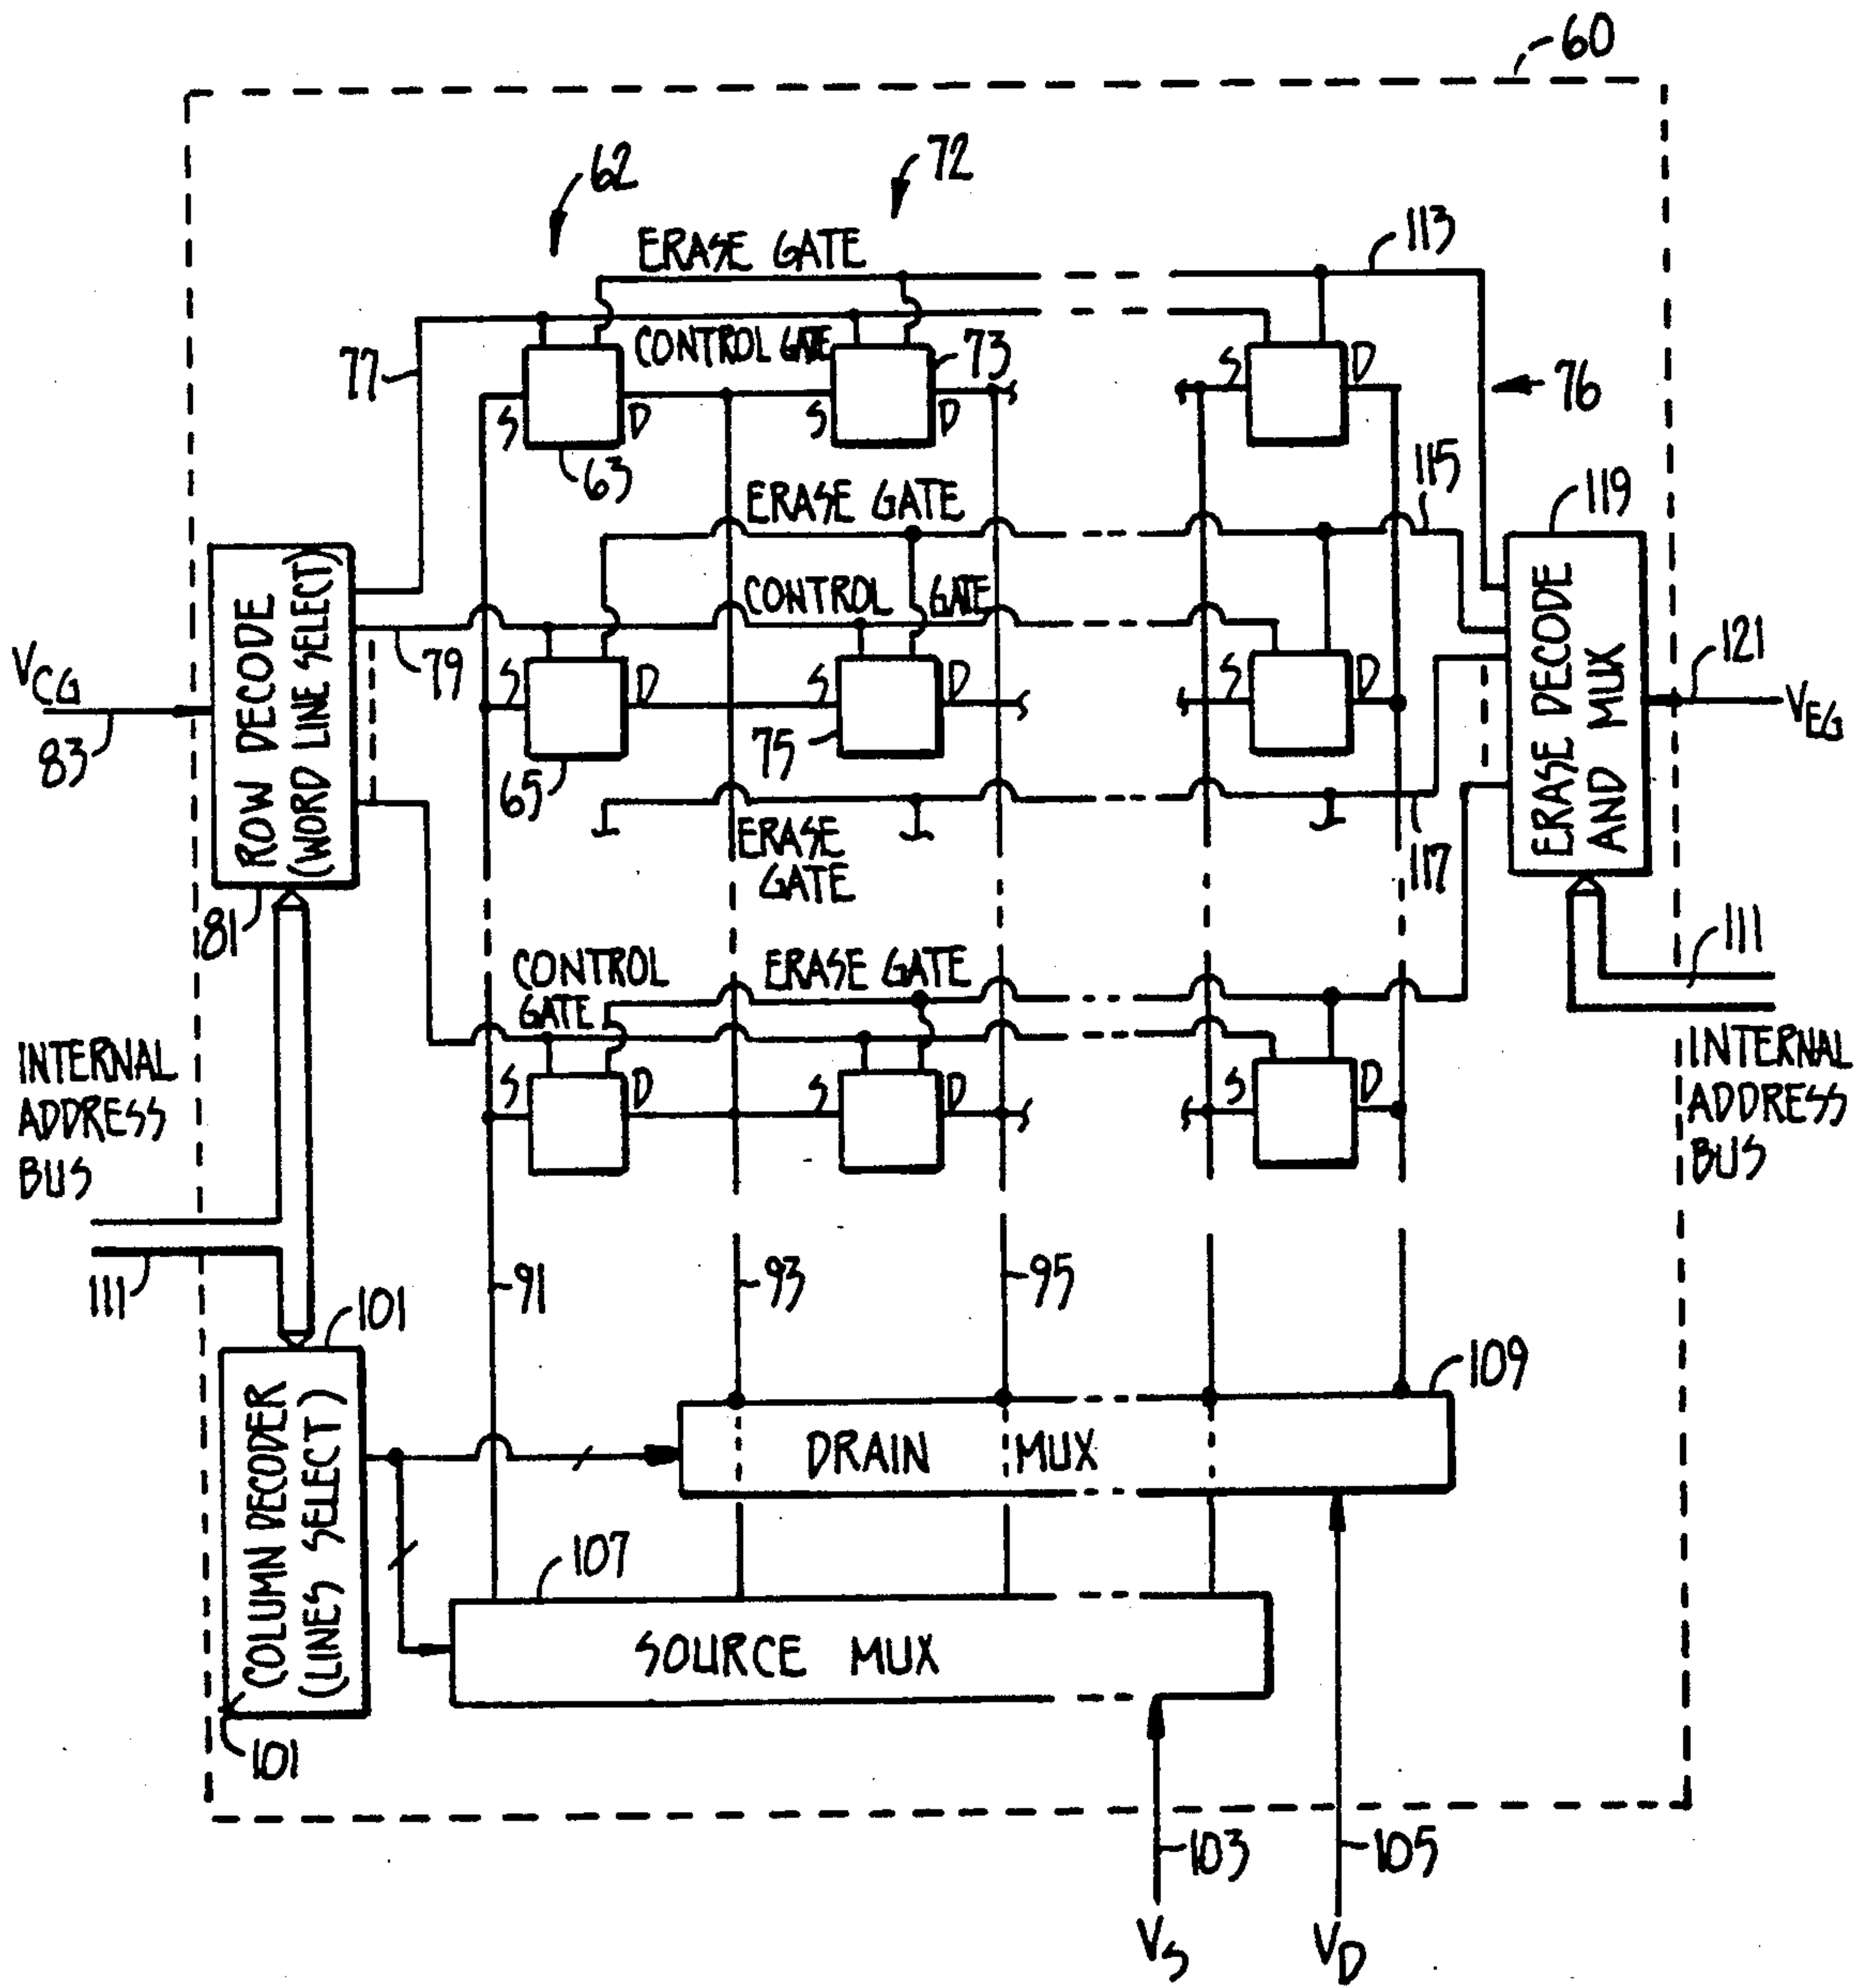 60
62
72
ERASE GATE
113
CONTROL GATE
73
77
S
D
S
D
S
D
76
63
115
ERASE GATE
119
CONTROL GATE
ROW DECODE
(WORD LINE SELECT)
ERASE DECODE
AND MUX
VCG
83
79
S
D
S
D
S
D
121
VEG
75
65
ERASE
GATE
117
81
111
CONTROL
GATE
ERASE GATE
INTERNAL
ADDRESS
BUS
S
D
S
D
S
D
INTERNAL
ADDRESS
BUS
111
91
93
95
101
109
COLUMN DECODER
(LINES SELECT)
DRAIN MUX
107
SOURCE MUX
101
103
105
VS
VD